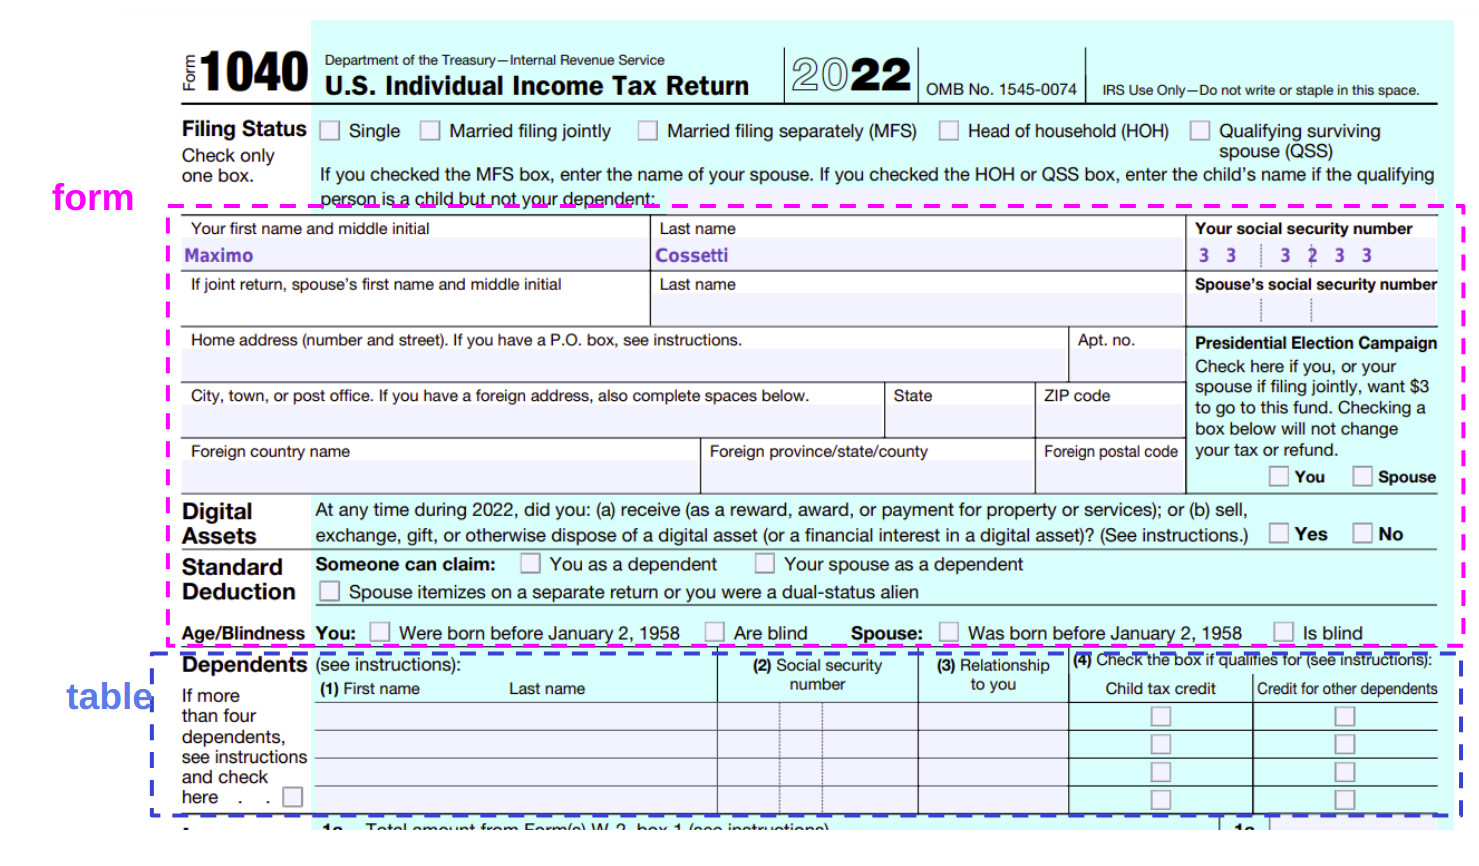 Form 1040 Department of the Treasury—Internal Revenue Service
U.S. Individual Income Tax Return 2022 OMB No. 1545-0074 IRS Use Only—Do not write or staple in this space.
Filing Status Single Married filing jointly Married filing separately (MFS) Head of household (HOH) Qualifying surviving
spouse (QSS)
Check only
one box.
If you checked the MFS box, enter the name of your spouse. If you checked the HOH or QSS box, enter the child's name if the qualifying
person is a child but not your dependent:
form
Your first name and middle initial Last name Your social security number
Maximo Cossetti 3 3 3 2 3 3
If joint return, spouse's first name and middle initial Last name Spouse's social security number
Home address (number and street). If you have a P.O. box, see instructions. Apt. no.
City, town, or post office. If you have a foreign address, also complete spaces below. State ZIP code
Foreign country name Foreign province/state/county Foreign postal code
Presidential Election Campaign
Check here if you, or your
spouse if filing jointly, want $3
to go to this fund. Checking a
box below will not change
your tax or refund.
You Spouse
Digital
Assets
At any time during 2022, did you: (a) receive (as a reward, award, or payment for property or services); or (b) sell,
exchange, gift, or otherwise dispose of a digital asset (or a financial interest in a digital asset)? (See instructions.) Yes No
Standard
Deduction
Someone can claim: You as a dependent Your spouse as a dependent
Spouse itemizes on a separate return or you were a dual-status alien
Age/Blindness You: Were born before January 2, 1958 Are blind Spouse: Was born before January 2, 1958 Is blind
table
Dependents (see instructions):
(1) First name Last name
(2) Social security
number
(3) Relationship
to you
(4) Check the box if qualifies for (see instructions):
Child tax credit Credit for other dependents
If more
than four
dependents,
see instructions
and check
here . .
1a Total amount from Form(s) W-2, box 1 (see instructions) 1a